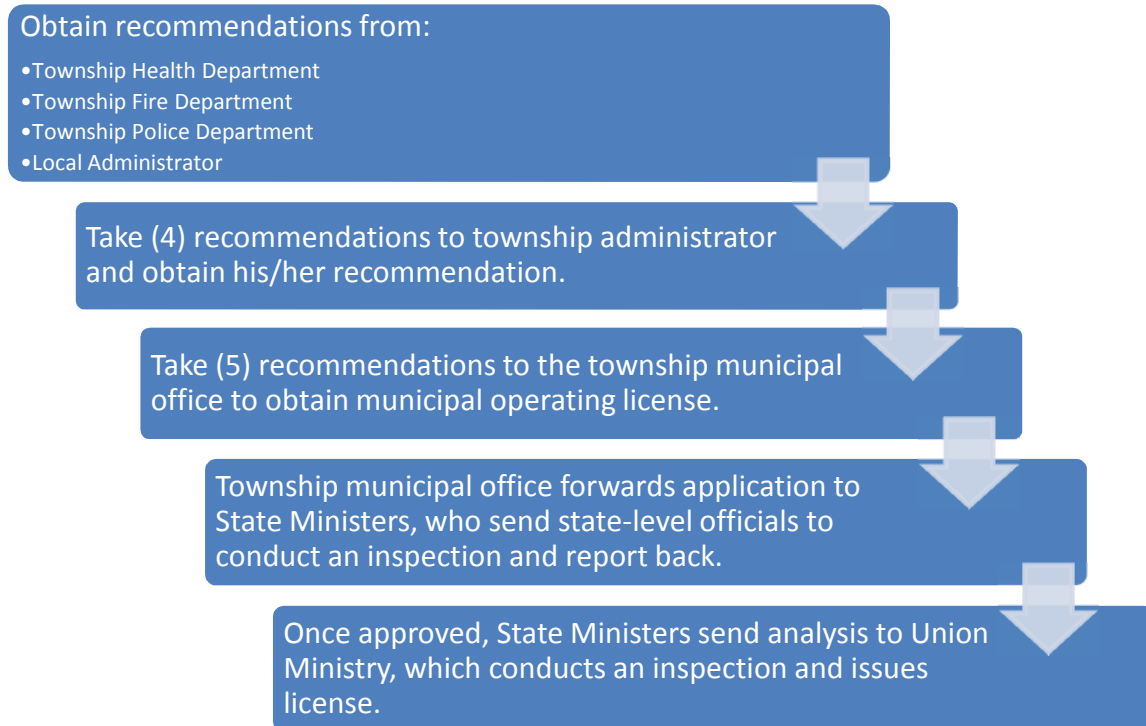 Obtain recommendations from:
•Township Health Department
•Township Fire Department
•Township Police Department
•Local Administrator
Take (4) recommendations to township administrator
and obtain his/her recommendation.
Take (5) recommendations to the township municipal
office to obtain municipal operating license.
Township municipal office forwards application to
State Ministers, who send state-level officials to
conduct an inspection and report back.
Once approved, State Ministers send analysis to Union
Ministry, which conducts an inspection and issues
license.